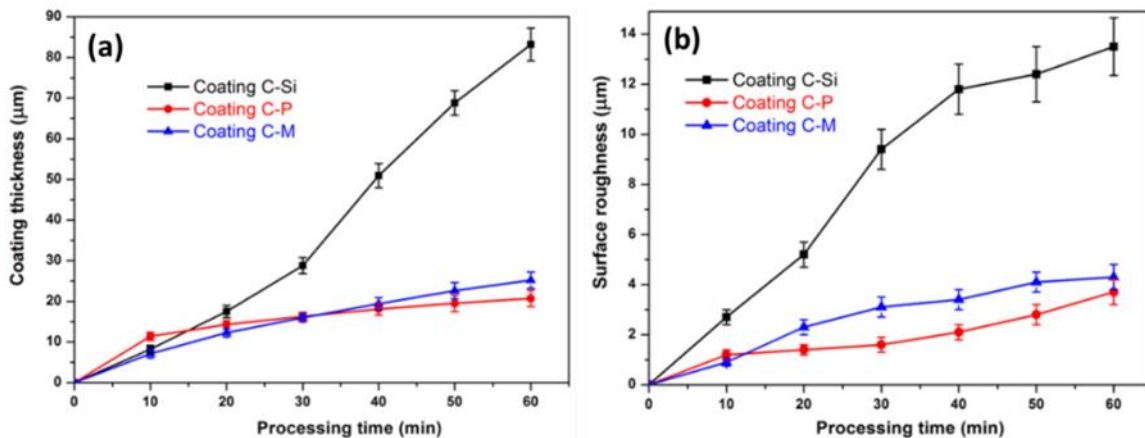 (a)
Coating C-Si
Coating C-P
Coating C-M
Coating thickness (μm)
90
80
70
60
50
40
30
20
10
0
0 10 20 30 40 50 60
Processing time (min)
(b)
Coating C-Si
Coating C-P
Coating C-M
Surface roughness (μm)
14
12
10
8
6
4
2
0
0 10 20 30 40 50 60
Processing time (min)